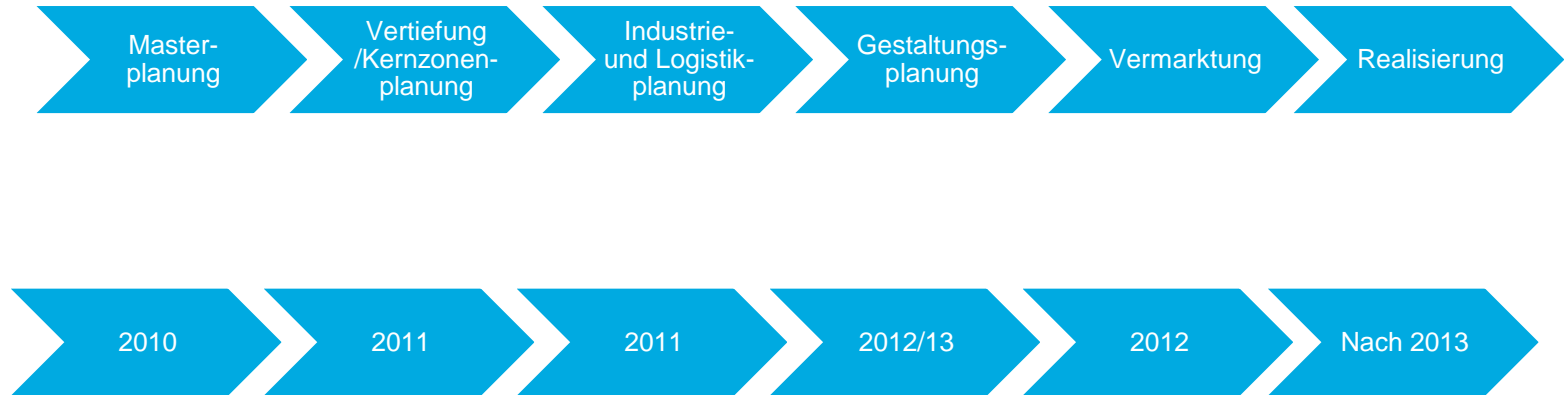 Master-
planung
Vertiefung
/Kernzonen-
planung
Industrie-
und Logistik-
planung
Gestaltungs-
planung
Vermarktung
Realisierung
2010
2011
2011
2012/13
2012
Nach 2013